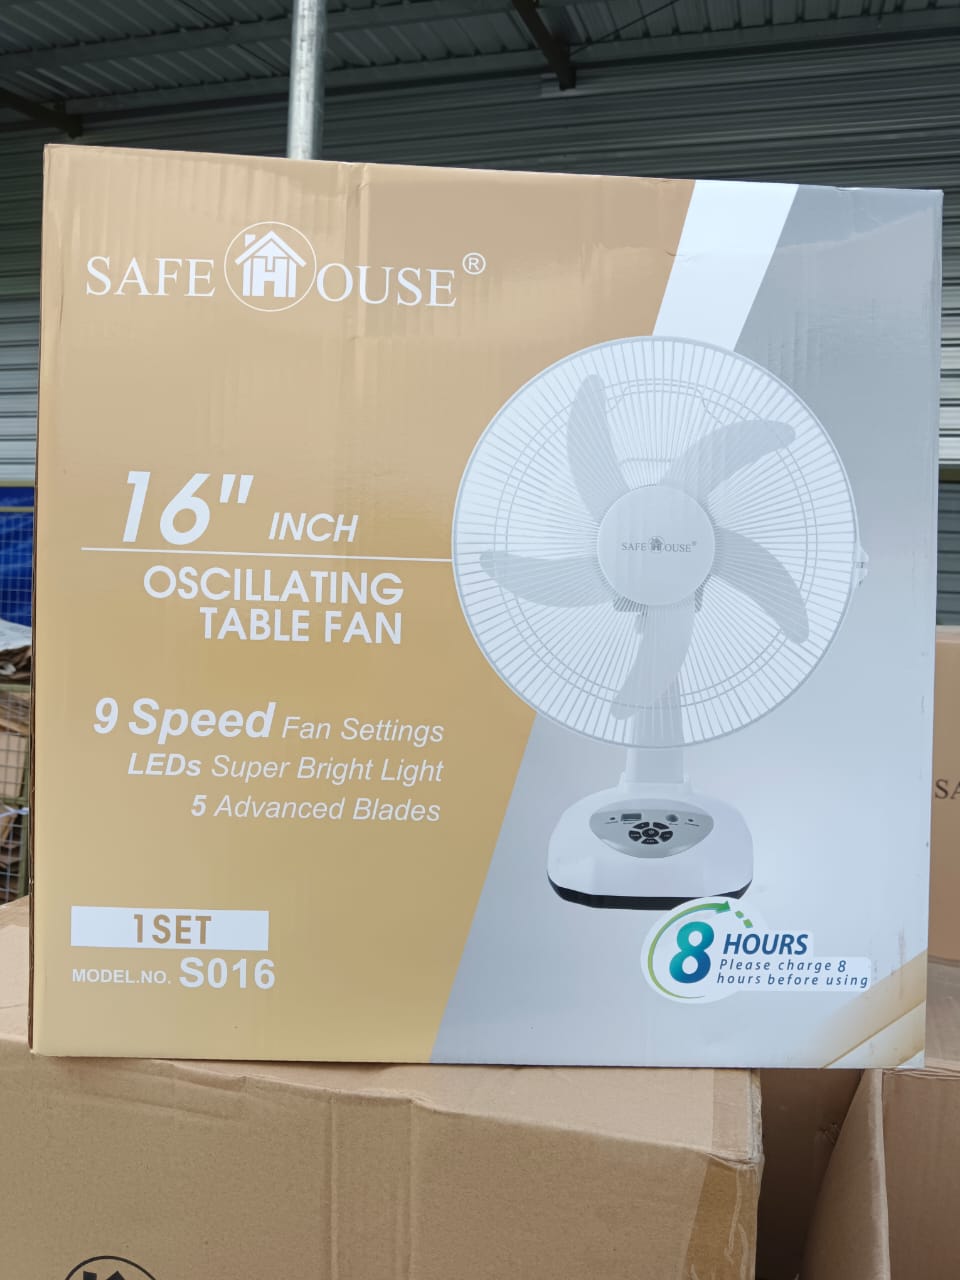 SAFE HOUSE®
16" INCH
OSCILLATING
TABLE FAN
9 Speed Fan Settings
LEDs Super Bright Light
5 Advanced Blades
1SET
MODEL.NO. S016
SAFE HOUSE®
8 HOURS
Please charge 8
hours before using
SA